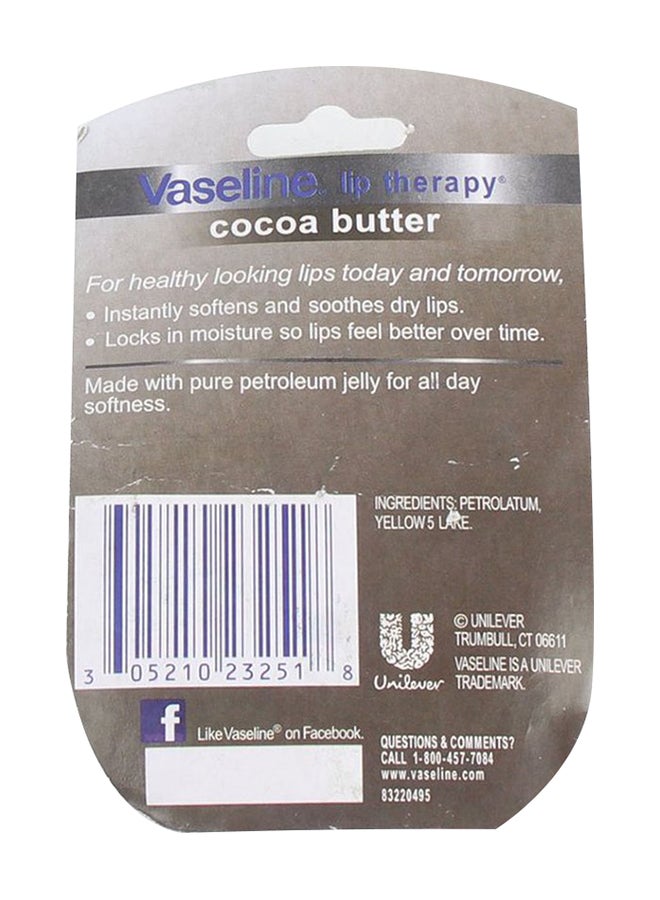 Vaseline. lip therapy®
cocoa butter
For healthy looking lips today and tomorrow,
• Instantly softens and soothes dry lips.
• Locks in moisture so lips feel better over time.
Made with pure petroleum jelly for all day
softness.
INGREDIENTS: PETROLATUM,
YELLOW 5 LAKE.
3 05210 23251 8
© UNILEVER
TRUMBULL, CT 06611
VASELINE IS A UNILEVER
TRADEMARK.
Unilever
f Like Vaseline® on Facebook.
QUESTIONS & COMMENTS?
CALL 1-800-457-7084
www.vaseline.com
83220495